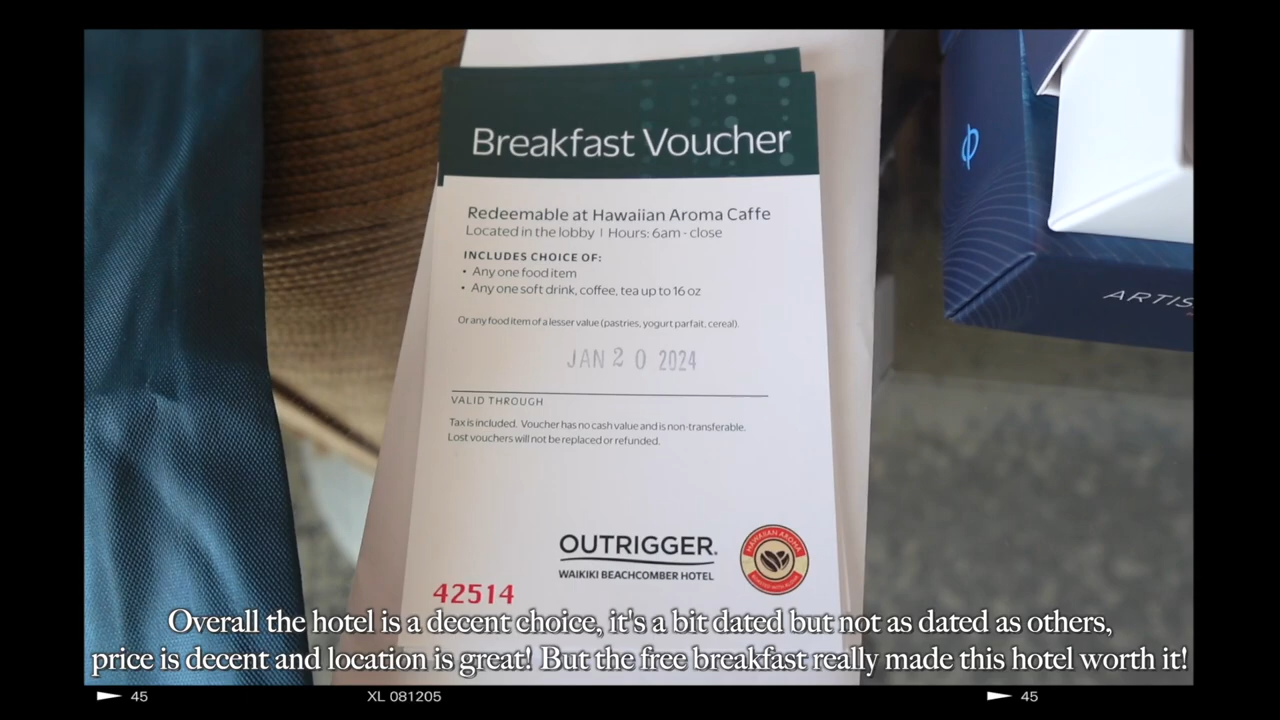 Breakfast Voucher
Redeemable at Hawaiian Aroma Caffe
Located in the lobby | Hours: 6am - close
INCLUDES CHOICE OF:
• Any one food item
• Any one soft drink, coffee, tea up to 16 oz
Or any food item of a lesser value (pastries, yogurt parfait, cereal).
JAN 20 2024
VALID THROUGH
Tax is included. Voucher has no cash value and is non-transferable.
Lost vouchers will not be replaced or refunded.
OUTRIGGER.
WAIKIKI BEACHCOMBER HOTEL
HAWAIIAN AROMA
42514
ARTIS
Overall the hotel is a decent choice, it's a bit dated but not as dated as others,
price is decent and location is great! But the free breakfast really made this hotel worth it!
45
XL 081205
45